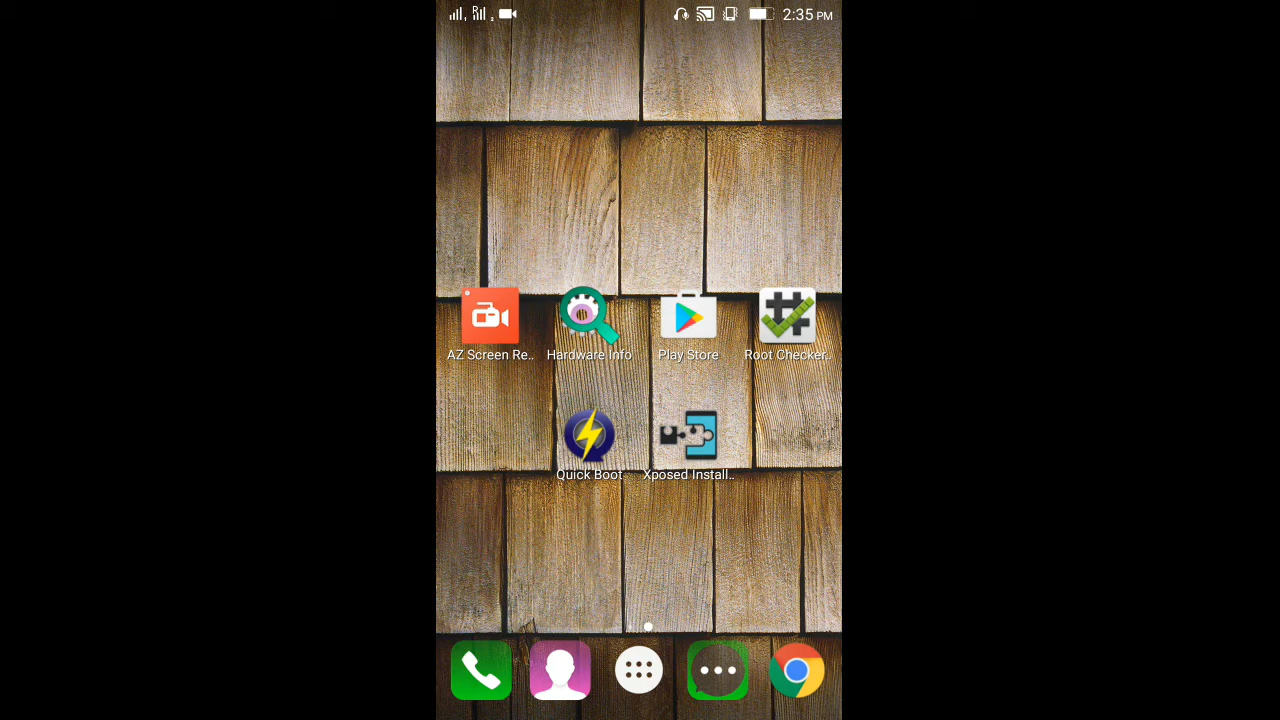 R 2:35 PM
AZ Screen Re.. Hardware Info Play Store Root Checker..
Quick Boot Xposed Install..